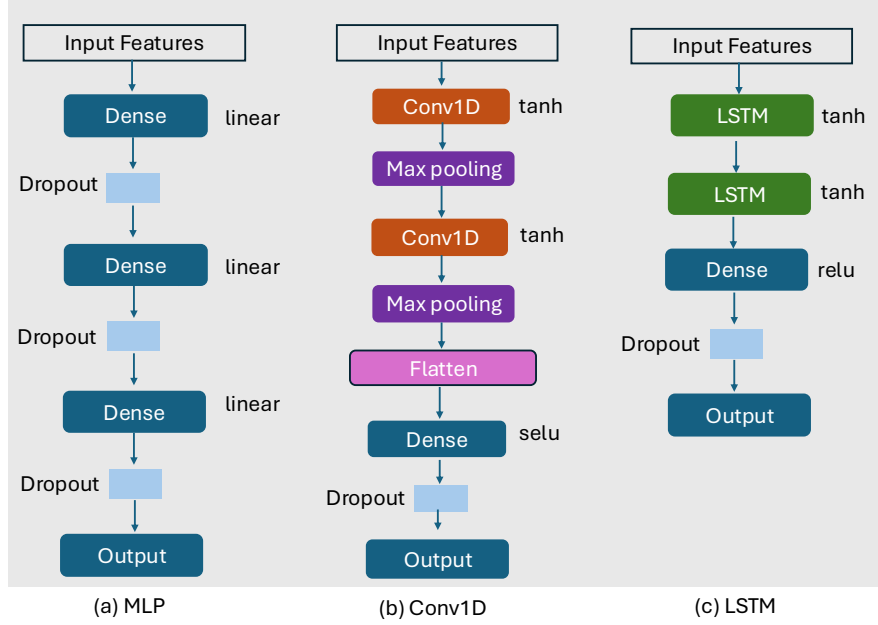 Input Features
Dense
linear
Dropout
Dense
linear
Dropout
Dense
linear
Dropout
Output
(a) MLP
Input Features
Conv1D
tanh
Max pooling
Conv1D
tanh
Max pooling
Flatten
Dense
selu
Dropout
Output
(b) Conv1D
Input Features
LSTM
tanh
LSTM
tanh
Dense
relu
Dropout
Output
(c) LSTM